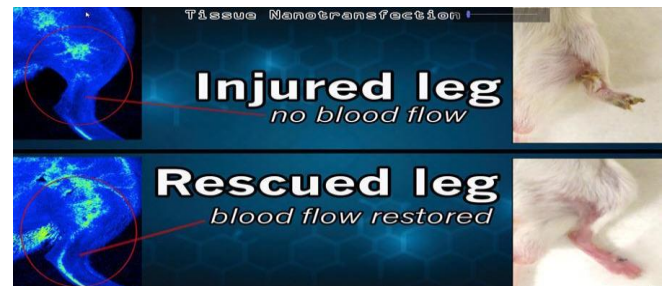 Tissue Nanotransfection
Injured leg
no blood flow
Rescued leg
blood flow restored